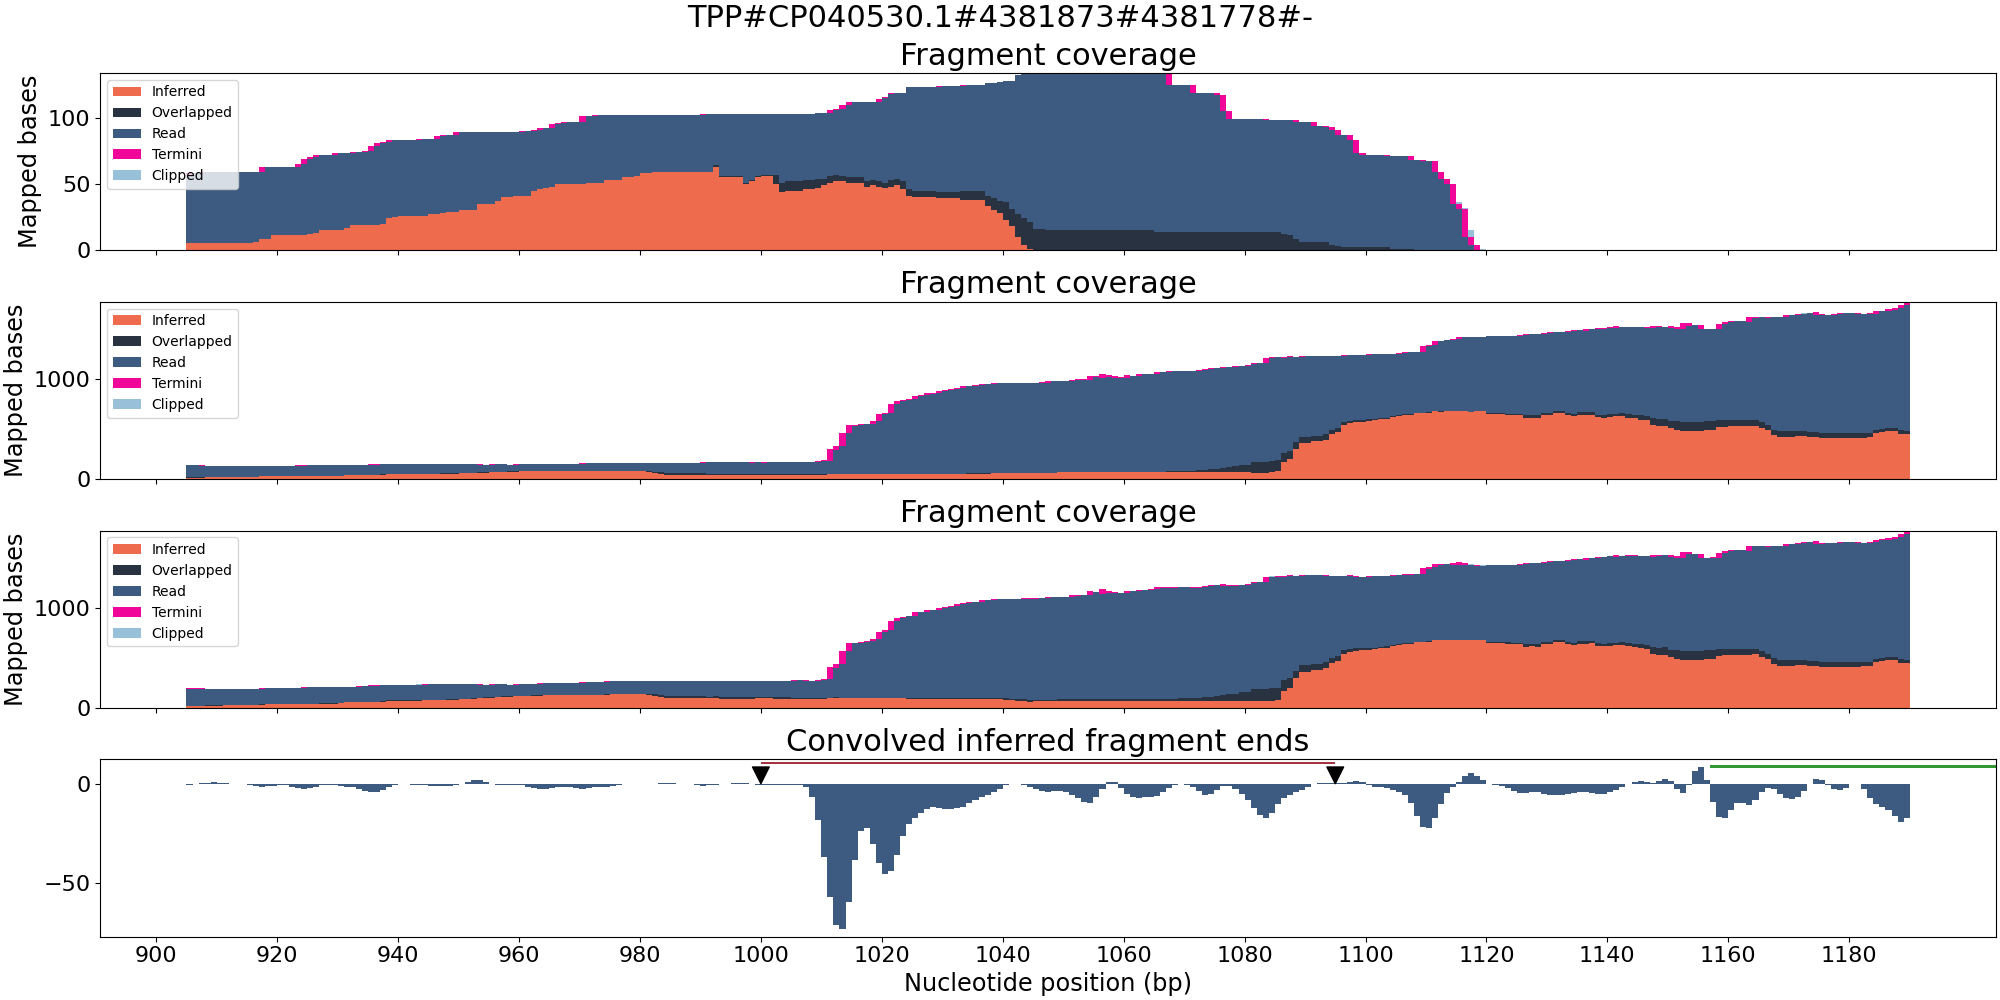 TPP#CP040530.1#4381873#4381778#-
Fragment coverage
Mapped bases
100
50
0
Inferred
Overlapped
Read
Termini
Clipped
Fragment coverage
Mapped bases
1000
0
Inferred
Overlapped
Read
Termini
Clipped
Fragment coverage
Mapped bases
1000
0
Inferred
Overlapped
Read
Termini
Clipped
Convolved inferred fragment ends
0
−50
900 920 940 960 980 1000 1020 1040 1060 1080 1100 1120 1140 1160 1180
Nucleotide position (bp)